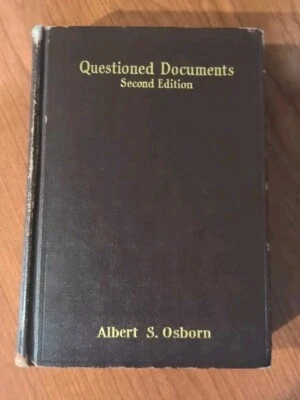 Questioned Documents
Second Edition
Albert S. Osborn